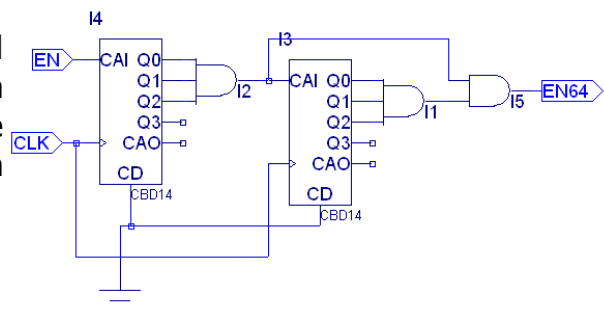 I4
I3
EN
CAI Q0
Q1
Q2
Q3
CAO
CD
CBD14
I2
CLK
CAI Q0
Q1
Q2
Q3
CAO
CD
CBD14
I1
I5
EN64